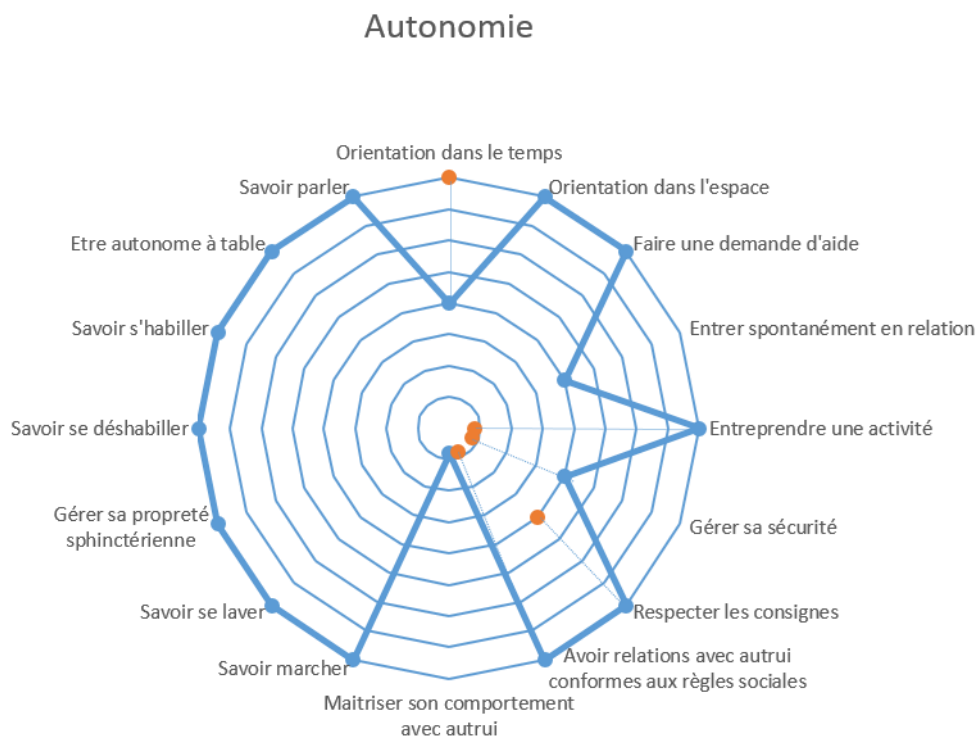 Autonomie
Orientation dans le temps
Orientation dans l'espace
Faire une demande d'aide
Entrer spontanément en relation
Entreprendre une activité
Gérer sa sécurité
Respecter les consignes
Avoir relations avec autrui
conformes aux règles sociales
Maitriser son comportement
avec autrui
Savoir marcher
Savoir se laver
Gérer sa propreté
sphinctérienne
Savoir se déshabiller
Savoir s'habiller
Etre autonome à table
Savoir parler